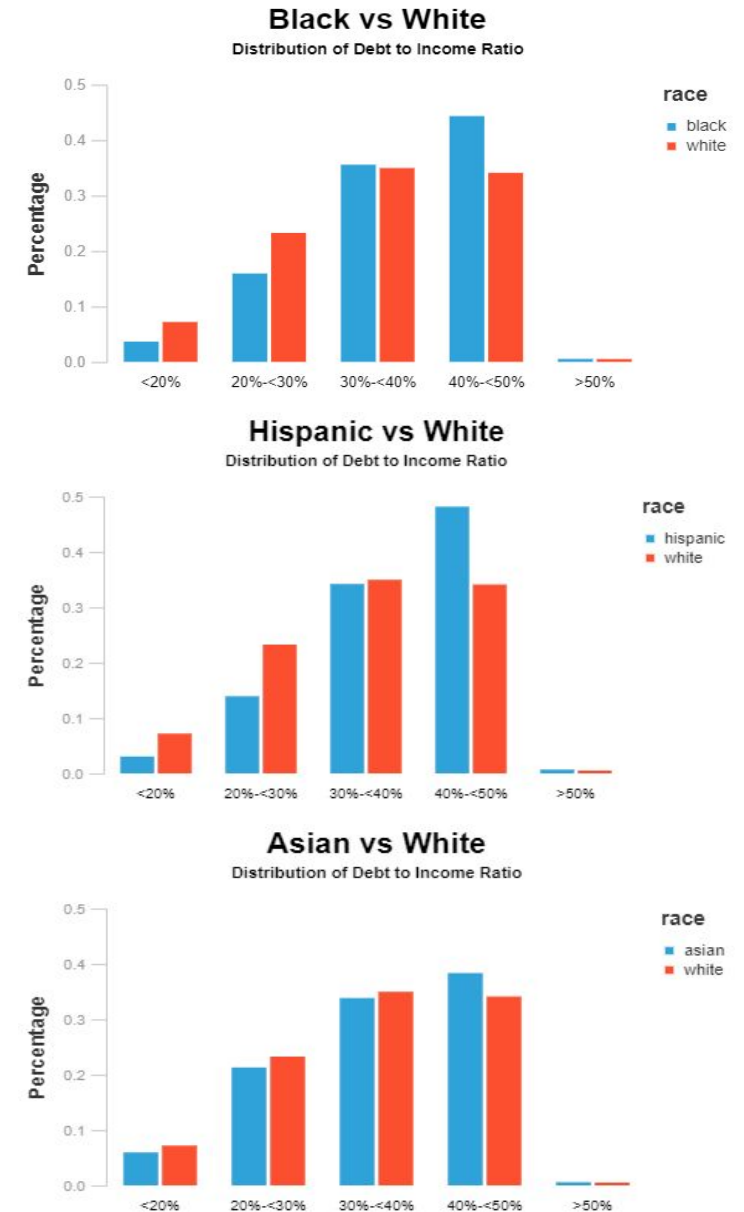 Black vs White
Distribution of Debt to Income Ratio
Percentage
0.5
0.4
0.3
0.2
0.1
0.0
<20% 20%-<30% 30%-<40% 40%-<50% >50%
race
black
white
Hispanic vs White
Distribution of Debt to Income Ratio
Percentage
0.5
0.4
0.3
0.2
0.1
0.0
<20% 20%-<30% 30%-<40% 40%-<50% >50%
race
hispanic
white
Asian vs White
Distribution of Debt to Income Ratio
Percentage
0.5
0.4
0.3
0.2
0.1
0.0
<20% 20%-<30% 30%-<40% 40%-<50% >50%
race
asian
white